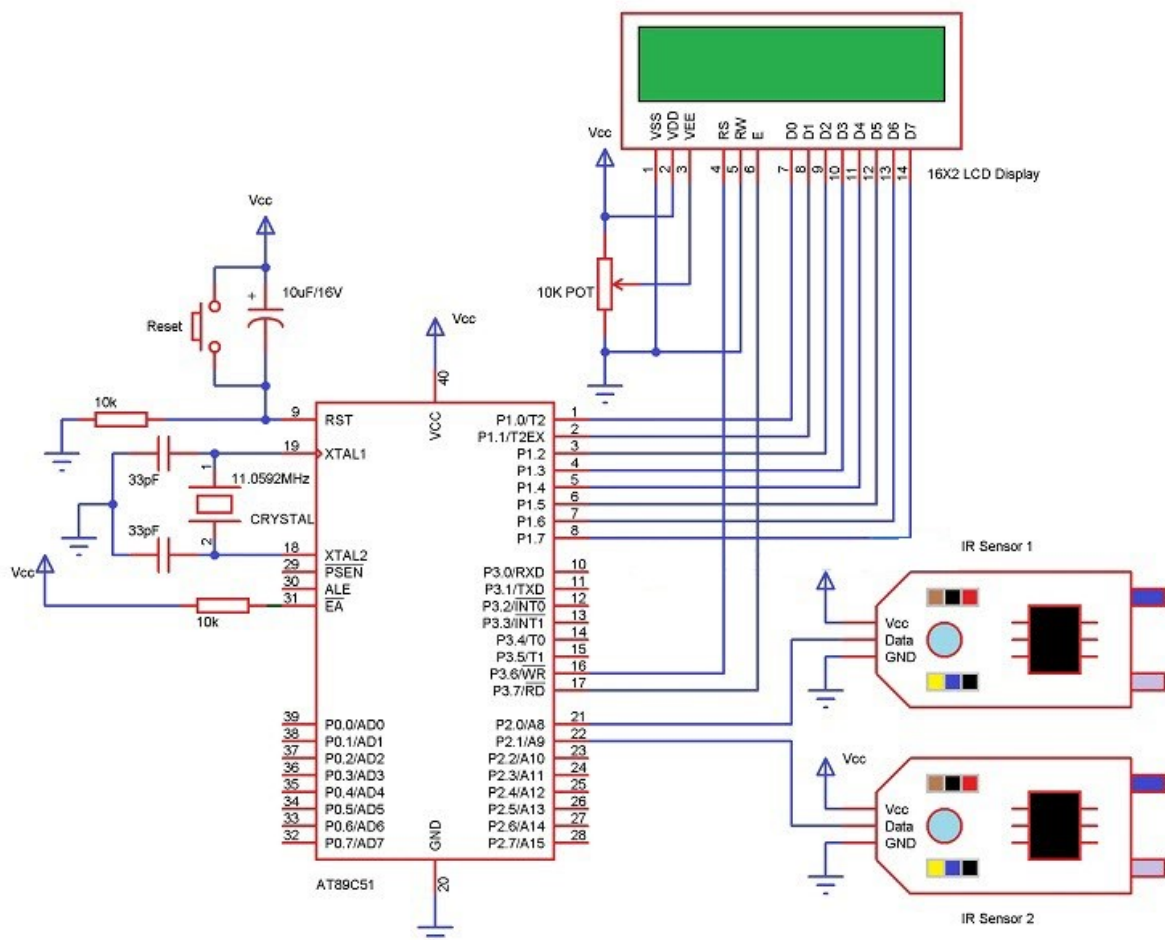 VSS VDD VEE RS RW E D0 D1 D2 D3 D4 D5 D6 D7
1 2 3 4 5 6 7 8 9 10 11 12 13 14
16X2 LCD Display
Vcc
10K POT
Vcc
10uF/16V
+
Reset
Vcc
40
VCC
10k
9 RST
19 XTAL1
33pF
1
11.0592MHz
CRYSTAL
2
33pF
18 XTAL2
29 PSEN
30 ALE
31 EA
Vcc
10k
39 P0.0/AD0
38 P0.1/AD1
37 P0.2/AD2
36 P0.3/AD3
35 P0.4/AD4
34 P0.5/AD5
33 P0.6/AD6
32 P0.7/AD7
P1.0/T2 1
P1.1/T2EX 2
P1.2 3
P1.3 4
P1.4 5
P1.5 6
P1.6 7
P1.7 8
P3.0/RXD 10
P3.1/TXD 11
P3.2/INT0 12
P3.3/INT1 13
P3.4/T0 14
P3.5/T1 15
P3.6/WR 16
P3.7/RD 17
P2.0/A8 21
P2.1/A9 22
P2.2/A10 23
P2.3/A11 24
P2.4/A12 25
P2.5/A13 26
P2.6/A14 27
P2.7/A15 28
GND
20
AT89C51
IR Sensor 1
Vcc
Data
GND
Vcc
Vcc
Data
GND
IR Sensor 2